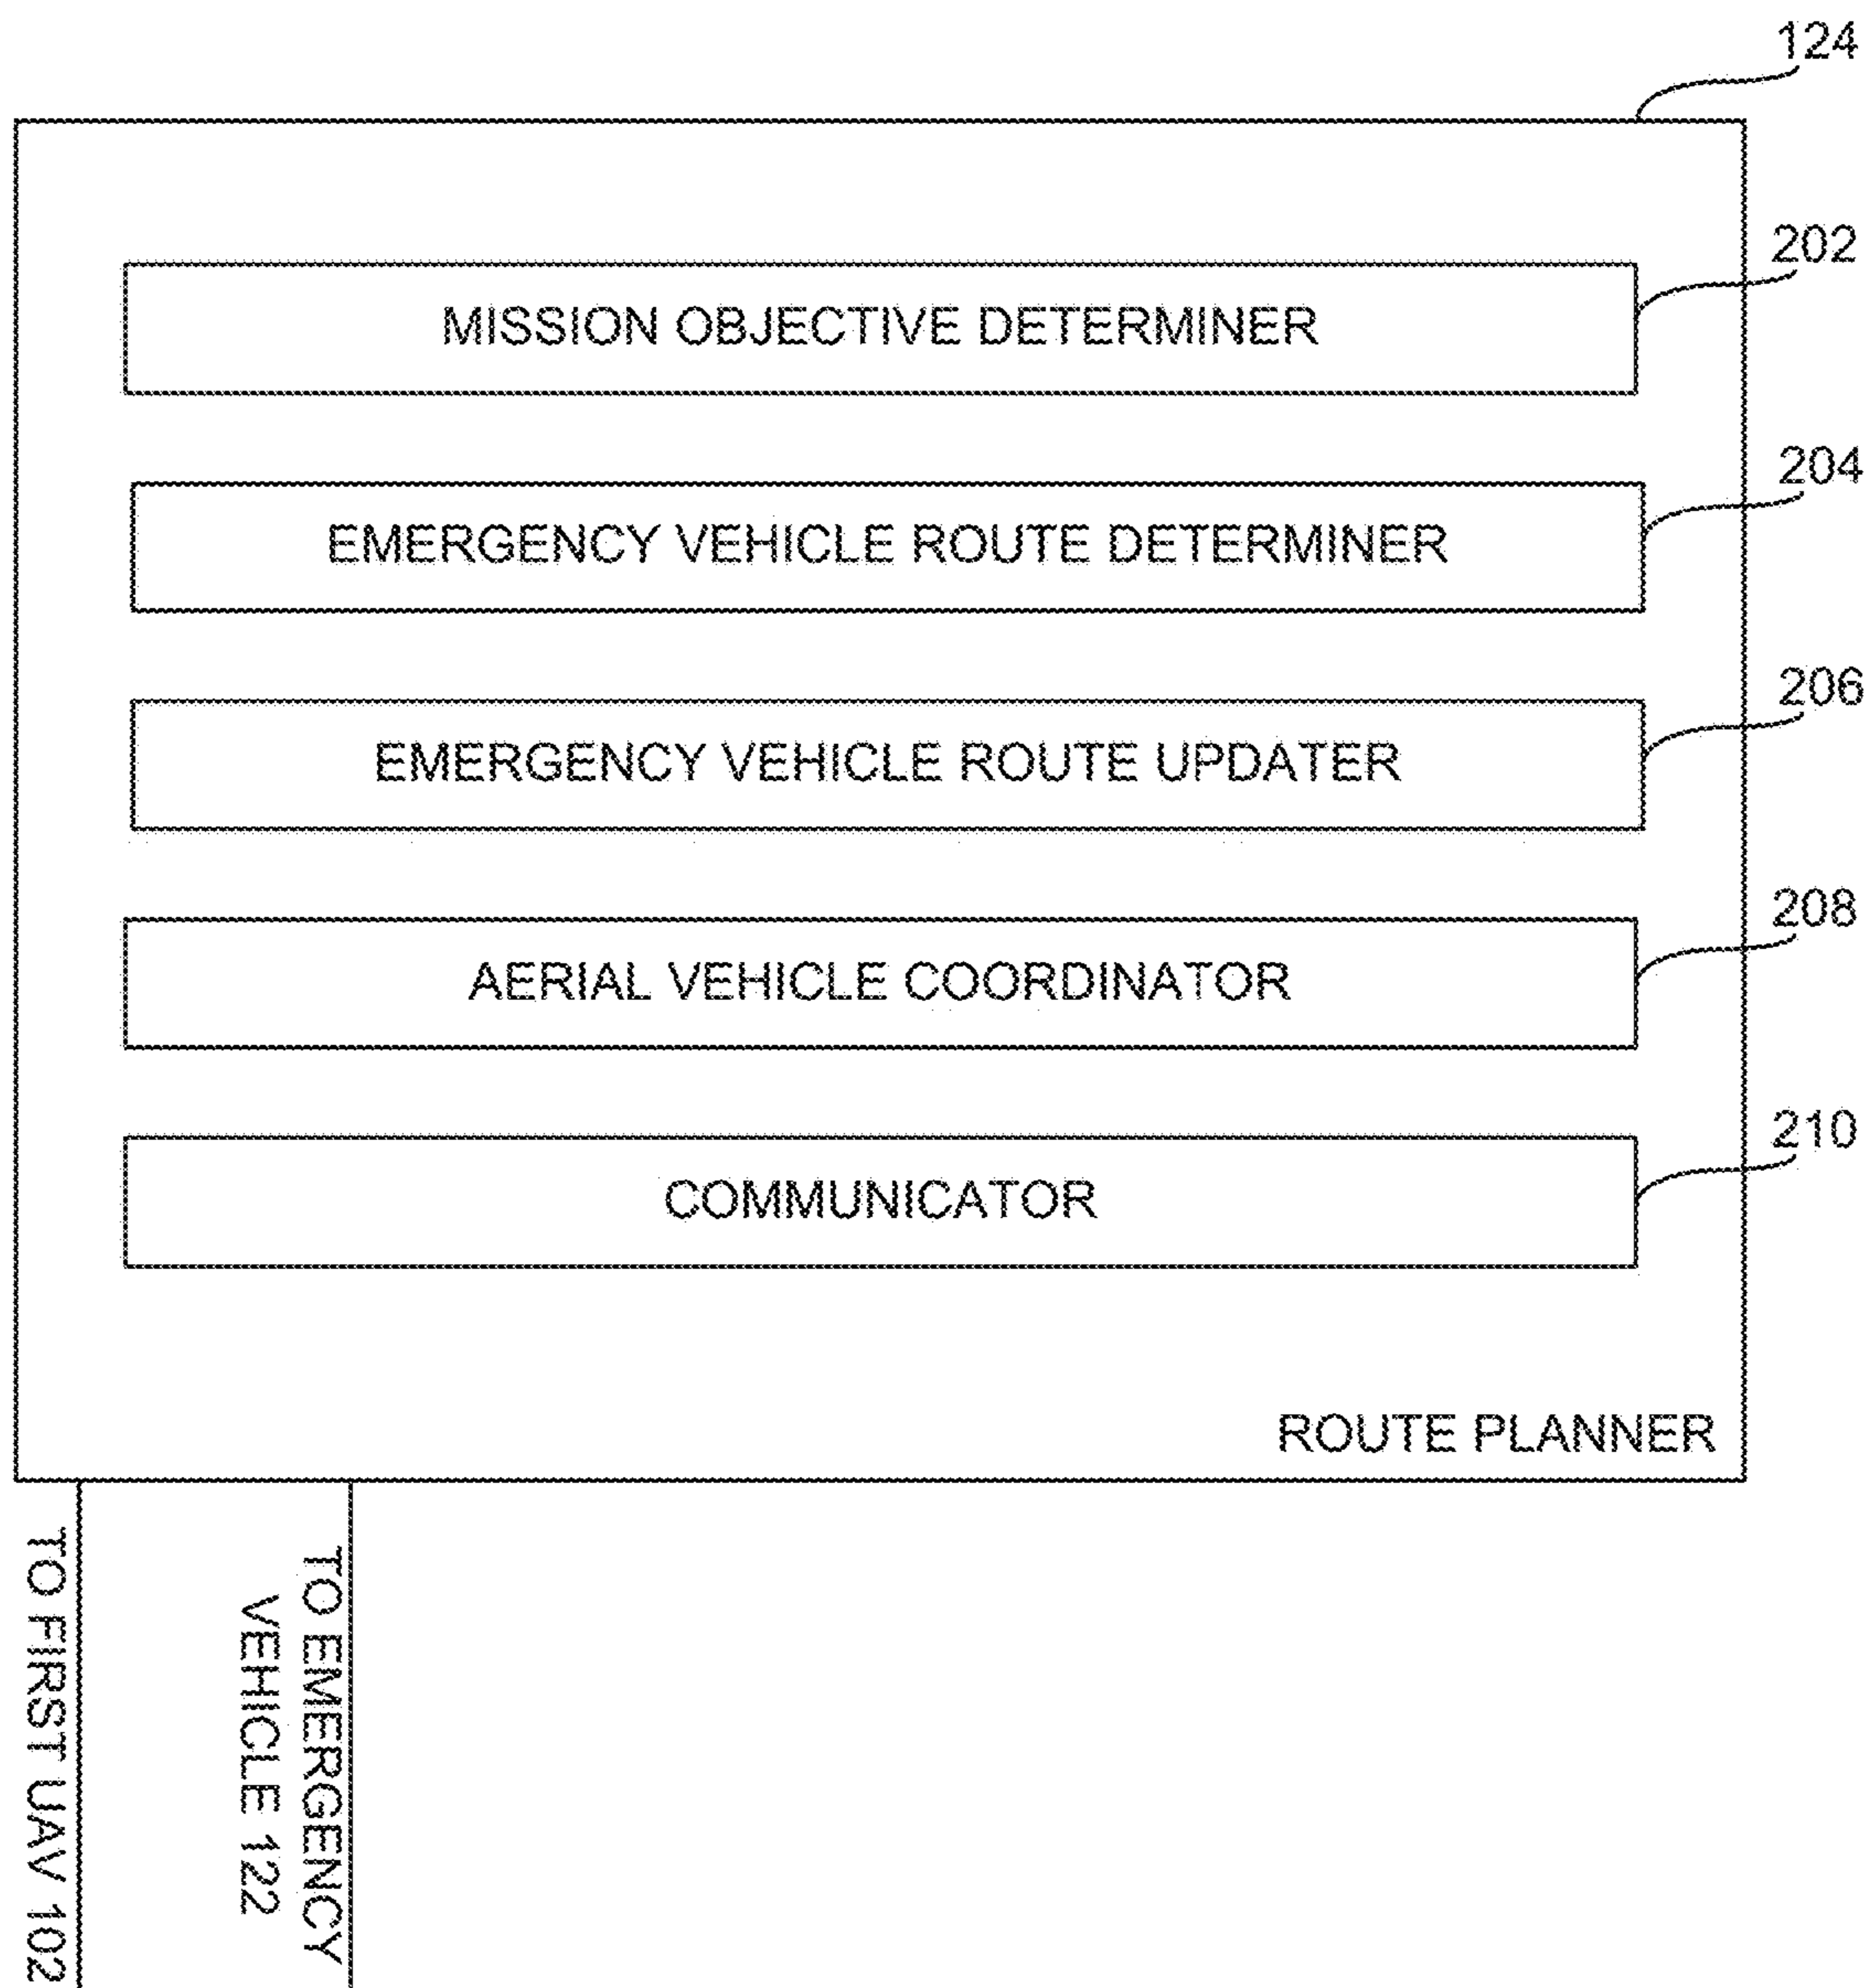 124
202
MISSION OBJECTIVE DETERMINER
204
EMERGENCY VEHICLE ROUTE DETERMINER
206
EMERGENCY VEHICLE ROUTE UPDATER
208
AERIAL VEHICLE COORDINATOR
210
COMMUNICATOR
ROUTE PLANNER
TO EMERGENCY
VEHICLE 122
TO FIRST UAV 102